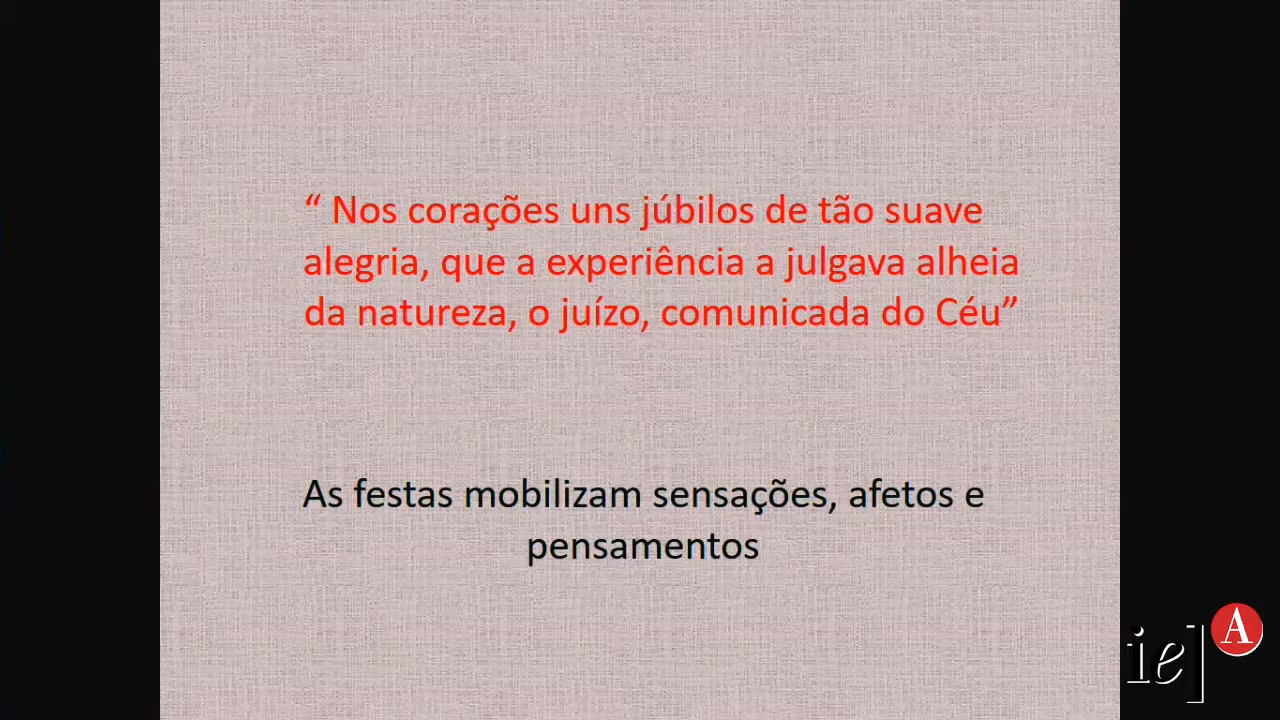 “ Nos corações uns júbilos de tão suave
alegria, que a experiência a julgava alheia
da natureza, o juízo, comunicada do Céu”
As festas mobilizam sensações, afetos e
pensamentos
ie] A